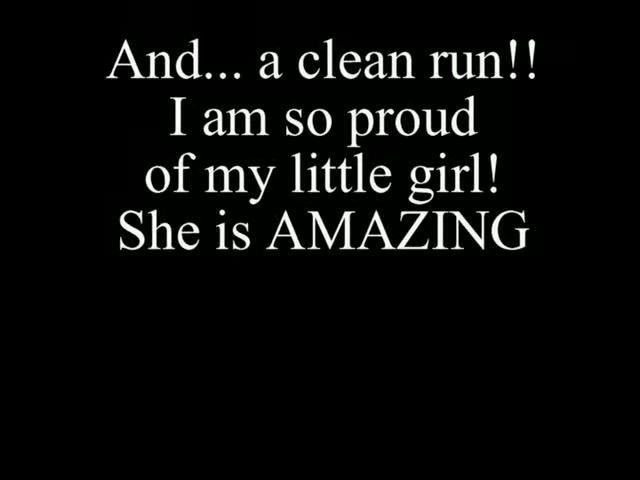 And... a clean run!!
I am so proud
of my little girl!
She is AMAZING